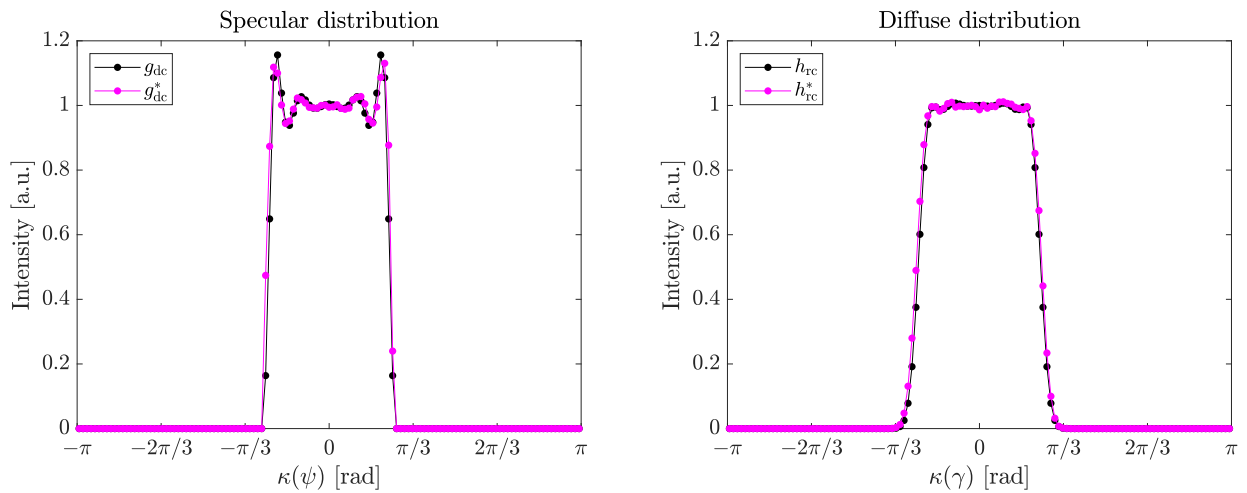 Specular distribution
1.2
1
0.8
0.6
0.4
0.2
0
Intensity [a.u.]
g_dc
g*_dc
−π
−2π/3
−π/3
0
π/3
2π/3
π
κ(ψ) [rad]
Diffuse distribution
1.2
1
0.8
0.6
0.4
0.2
0
Intensity [a.u.]
h_rc
h*_rc
−π
−2π/3
−π/3
0
π/3
2π/3
π
κ(γ) [rad]